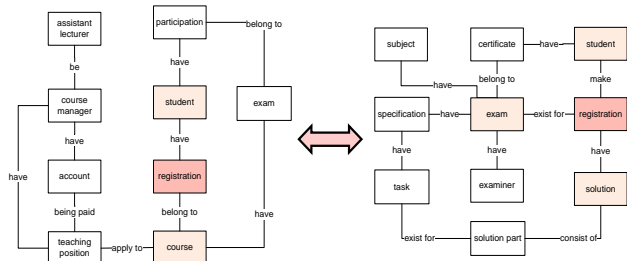 assistant
lecturer
participation
belong to
be
have
course
manager
student
exam
have
have
have
account
registration
being paid
belong to
have
teaching
position
apply to
course
subject
certificate
have
student
have
belong to
make
specification
have
exam
exist for
registration
have
have
have
task
examiner
solution
exist for
solution part
consist of